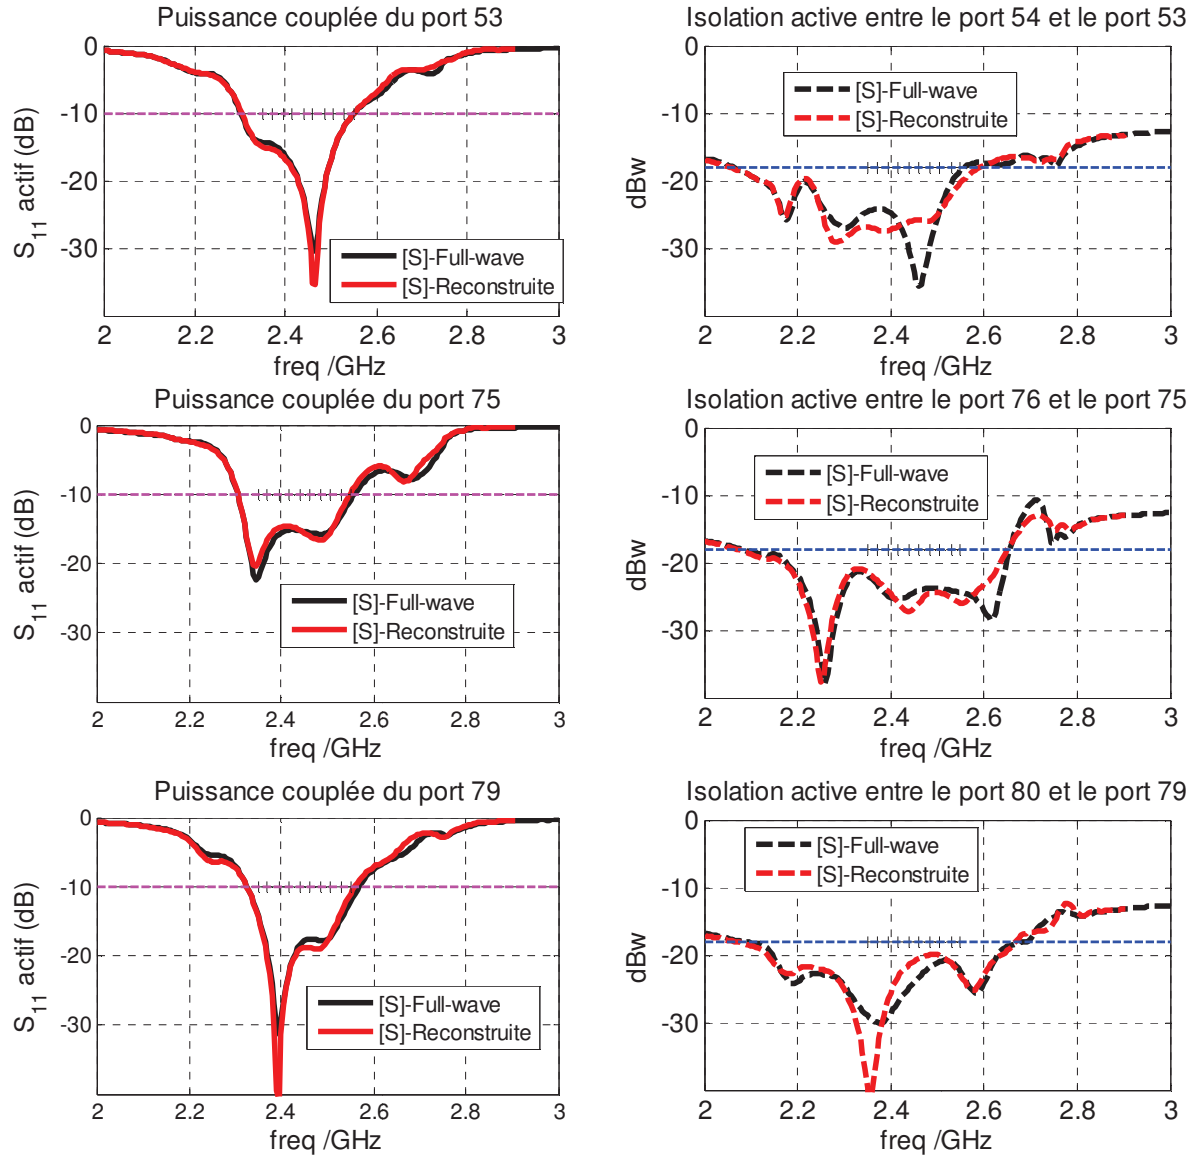 Puissance couplée du port 53
0
-10
-20
-30
S11 actif (dB)
[S]-Full-wave
[S]-Reconstruite
2 2.2 2.4 2.6 2.8 3
freq /GHz
Isolation active entre le port 54 et le port 53
0
-10
-20
-30
dBw
[S]-Full-wave
[S]-Reconstruite
2 2.2 2.4 2.6 2.8 3
freq /GHz
Puissance couplée du port 75
0
-10
-20
-30
S11 actif (dB)
[S]-Full-wave
[S]-Reconstruite
2 2.2 2.4 2.6 2.8 3
freq /GHz
Isolation active entre le port 76 et le port 75
0
-10
-20
-30
dBw
[S]-Full-wave
[S]-Reconstruite
2 2.2 2.4 2.6 2.8 3
freq /GHz
Puissance couplée du port 79
0
-10
-20
-30
S11 actif (dB)
[S]-Full-wave
[S]-Reconstruite
2 2.2 2.4 2.6 2.8 3
freq /GHz
Isolation active entre le port 80 et le port 79
0
-10
-20
-30
dBw
[S]-Full-wave
[S]-Reconstruite
2 2.2 2.4 2.6 2.8 3
freq /GHz